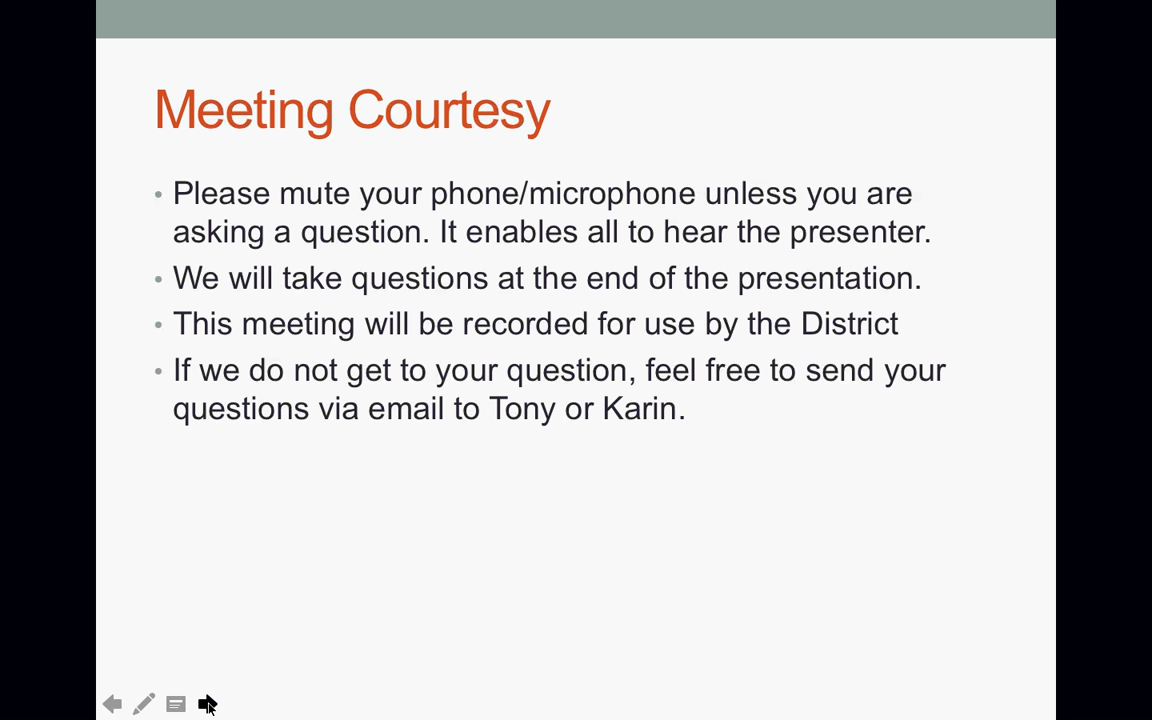 Meeting Courtesy
• Please mute your phone/microphone unless you are
asking a question. It enables all to hear the presenter.
• We will take questions at the end of the presentation.
• This meeting will be recorded for use by the District
• If we do not get to your question, feel free to send your
questions via email to Tony or Karin.